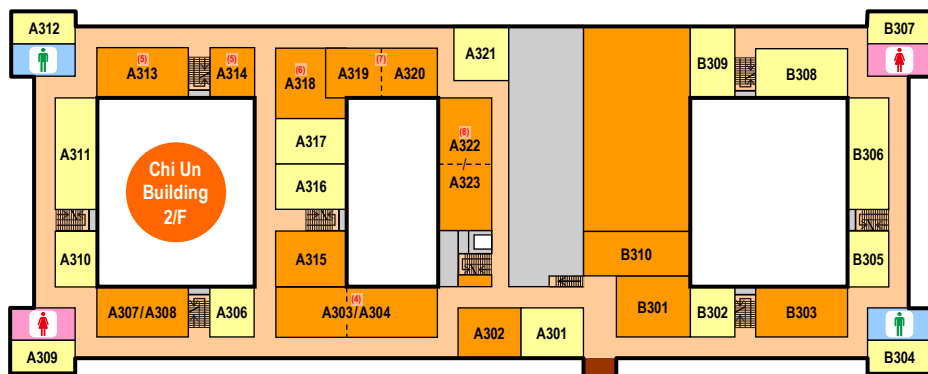 A312
B307
(5)
A313
(5)
A314
(6)
A318
(7)
A319
A320
A321
B309
B308
A311
A317
(8)
A322
/
A323
B306
Chi Un
Building
2/F
A316
A310
A315
B310
B305
A307/A308
A306
(4)
A303/A304
A302
A301
B301
B302
B303
A309
B304